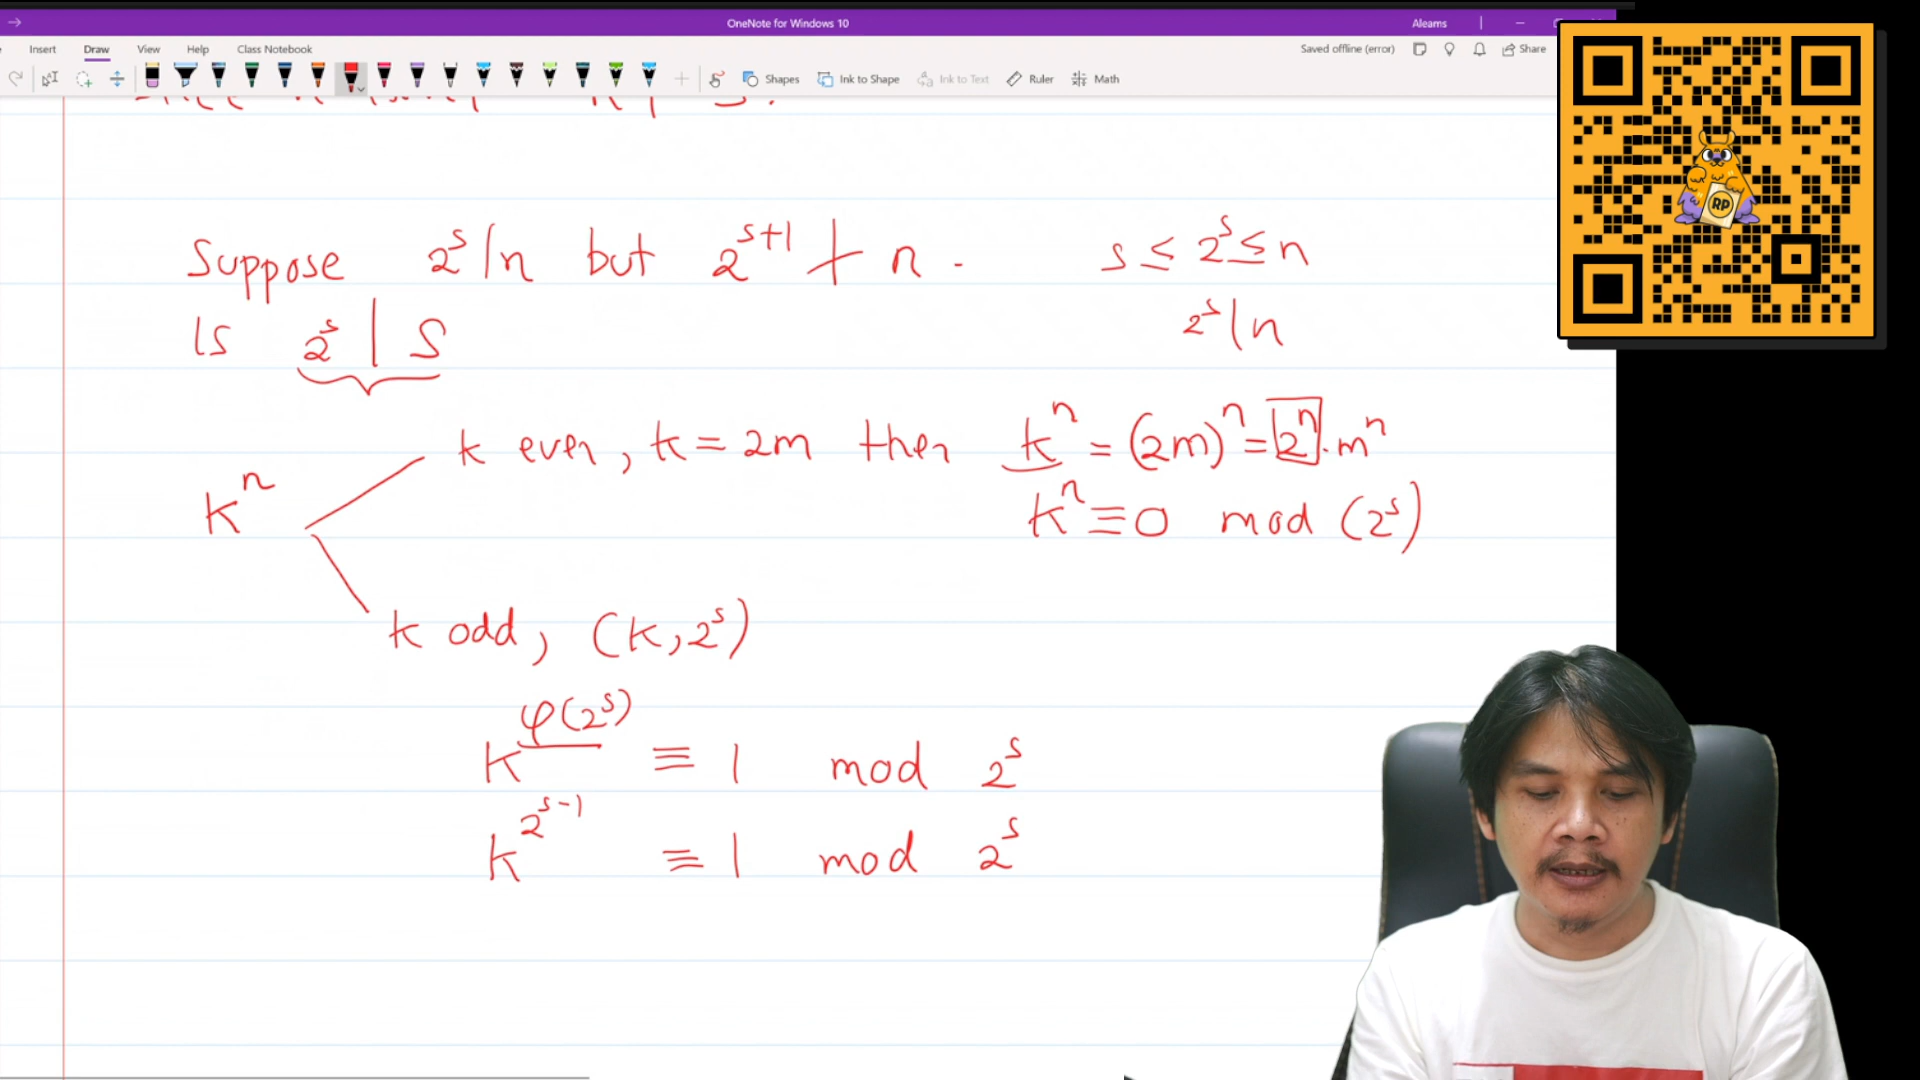 OneNote for Windows 10
Aleams
Insert Draw View Help Class Notebook
Saved offline (error) Share
Shapes Ink to Shape Ink to Text Ruler Math
RP
Suppose 2^s | n but 2^{s+1} ∤ n .
s ≤ 2^s ≤ n
Is 2^s | S
2^s | n
k^n
k even, k = 2m then k^n = (2m)^n = 2^n . m^n
k^n ≡ 0 mod (2^s)
k odd, (k, 2^s)
k^{φ(2^s)} ≡ 1 mod 2^s
k^{2^{s-1}} ≡ 1 mod 2^s